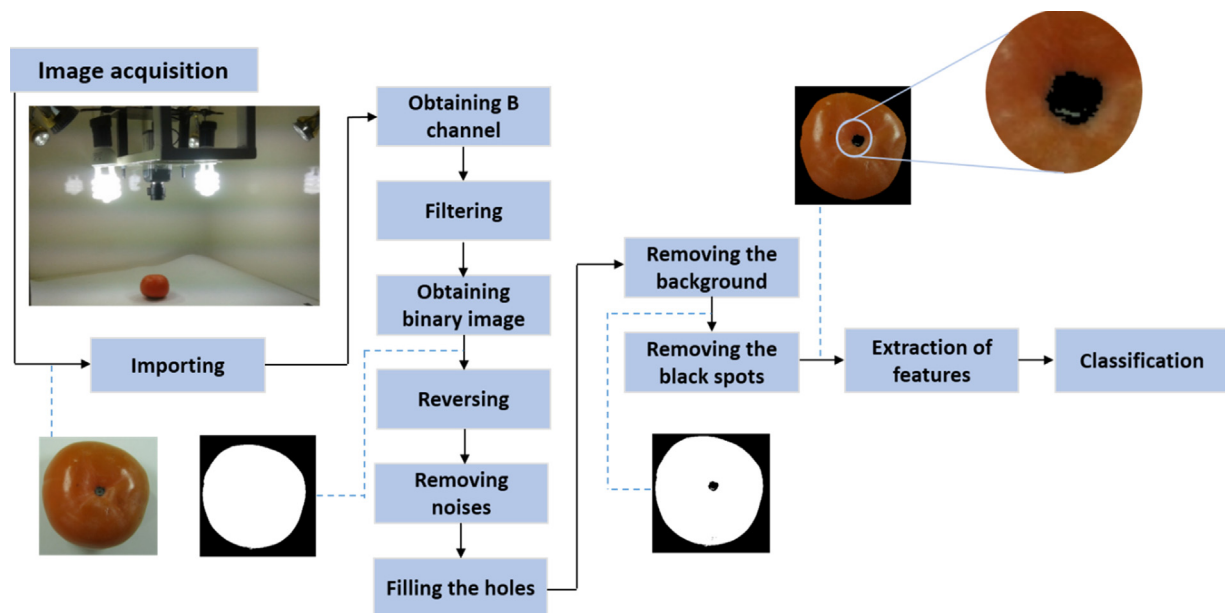 Image acquisition
Importing
Obtaining B
channel
Filtering
Obtaining
binary image
Reversing
Removing
noises
Filling the holes
Removing the
background
Removing the
black spots
Extraction of
features
Classification